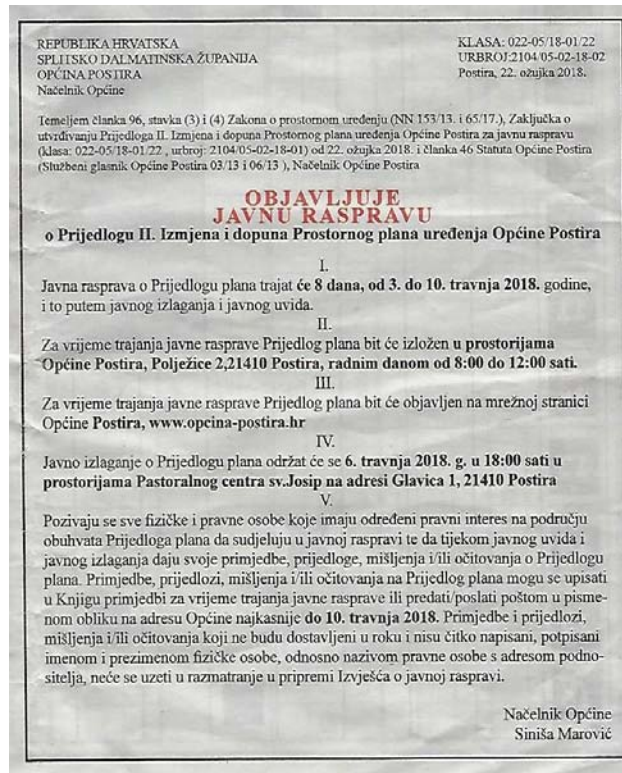 REPUBLIKA HRVATSKA
SPLITSKO DALMATINSKA ŽUPANIJA
OPĆINA POSTIRA
Načelnik Općine
KLASA: 022-05/18-01/22
URBROJ:2104/05-02-18-02
Postira, 22. ožujka 2018.
Temeljem članka 96, stavka (3) i (4) Zakona o prostornom uređenju (NN 153/13. i 65/17.), Zaključka o
utvrđivanju Prijedloga II. Izmjena i dopuna Prostornog plana uređenja Općine Postira za javnu raspravu
(klasa: 022-05/18-01/22 , urbroj: 2104/05-02-18-01) od 22. ožujka 2018. i članka 46 Statuta Općine Postira
(Službeni glasnik Općine Postira 03/13 i 06/13 ), Načelnik Općine Postira
OBJAVLJUJE
JAVNU RASPRAVU
o Prijedlogu II. Izmjena i dopuna Prostornog plana uređenja Općine Postira
I.
Javna rasprava o Prijedlogu plana trajat će 8 dana, od 3. do 10. travnja 2018. godine,
i to putem javnog izlaganja i javnog uvida.
II.
Za vrijeme trajanja javne rasprave Prijedlog plana bit će izložen u prostorijama
Općine Postira, Polježice 2,21410 Postira, radnim danom od 8:00 do 12:00 sati.
III.
Za vrijeme trajanja javne rasprave Prijedlog plana bit će objavljen na mrežnoj stranici
Općine Postira, www.opcina-postira.hr
IV.
Javno izlaganje o Prijedlogu plana održat će se 6. travnja 2018. g. u 18:00 sati u
prostorijama Pastoralnog centra sv.Josip na adresi Glavica 1, 21410 Postira
V.
Pozivaju se sve fizičke i pravne osobe koje imaju određeni pravni interes na području
obuhvata Prijedloga plana da sudjeluju u javnoj raspravi te da tijekom javnog uvida i
javnog izlaganja daju svoje primjedbe, prijedloge, mišljenja i/ili očitovanja o Prijedlogu
plana. Primjedbe, prijedlozi, mišljenja i/ili očitovanja na Prijedlog plana mogu se upisati
u Knjigu primjedbi za vrijeme trajanja javne rasprave ili predati/poslati poštom u pisme-
nom obliku na adresu Općine najkasnije do 10. travnja 2018. Primjedbe i prijedlozi,
mišljenja i/ili očitovanja koji ne budu dostavljeni u roku i nisu čitko napisani, potpisani
imenom i prezimenom fizičke osobe, odnosno nazivom pravne osobe s adresom podno-
sitelja, neće se uzeti u razmatranje u pripremi Izvješća o javnoj raspravi.
Načelnik Općine
Siniša Marović